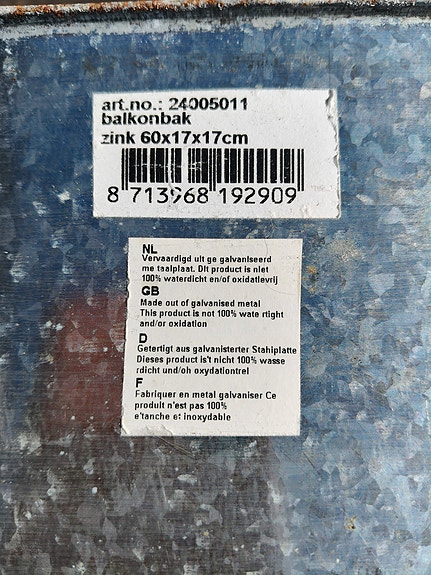 art.no.: 24005011
balkonbak
zink 60x17x17cm
8 713968 192909
NL
Vervaardigd uit ge galvaniseerd
me taalplaat. Dit product is niet
100% waterdicht en/of oxidatievrij
GB
Made out of galvanised metal
This product is not 100% wate rtight
and/or oxidation
D
Getertigt aus galvanisterter Stahiplatte
Dieses product is't nicht 100% wasse
rdicht und/oh oxydationtrel
F
Fabriquer en metal galvaniser Ce
produit n'est pas 100%
e'tanche et inoxydable